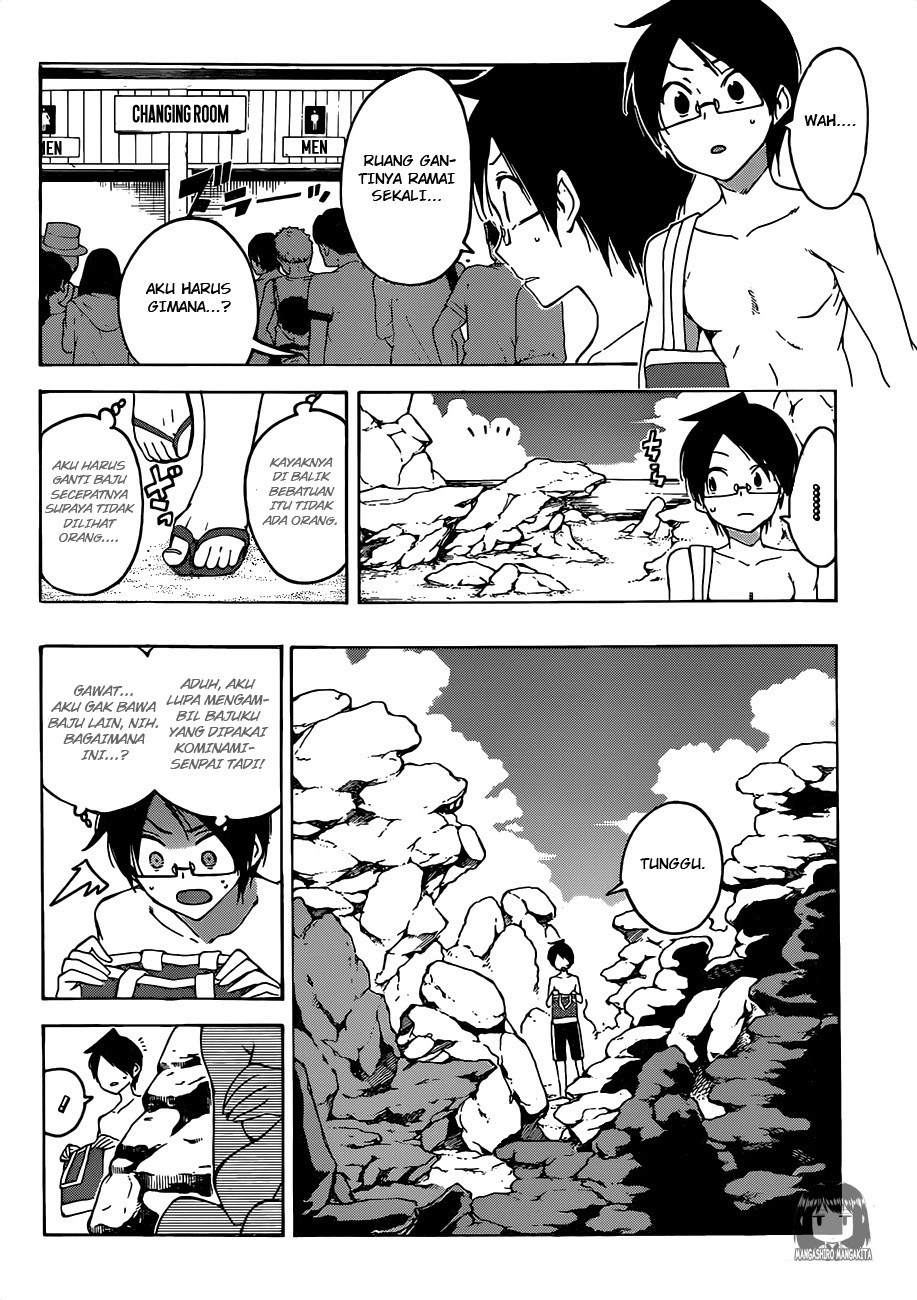 WAH....
CHANGING ROOM
MEN
MEN
RUANG GAN-
TINYA RAMAI
SEKALI...
AKU HARUS
GIMANA...?
KAYAKNYA
DI BALIK
BEBATUAN
ITU TIDAK
ADA ORANG.
AKU HARUS
GANTI BAJU
SECEPATNYA
SUPAYA TIDAK
DILIHAT
ORANG....
TUNGGU.
ADUH, AKU
LUPA MENGAM-
BIL BAJUKU
YANG DIPAKAI
KOMINAMI-
SENPAI TADI!
GAWAT...
AKU GAK BAWA
BAJU LAIN, NIH.
BAGAIMANA
INI...?
MANGASHIRO MANGAKITA